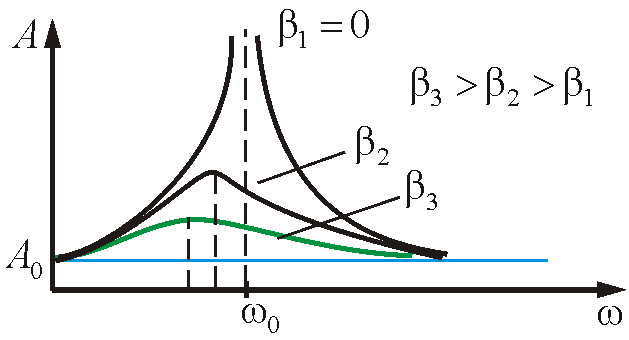 A
β₁ = 0
β₃ > β₂ > β₁
β₂
β₃
A₀
ω₀
ω